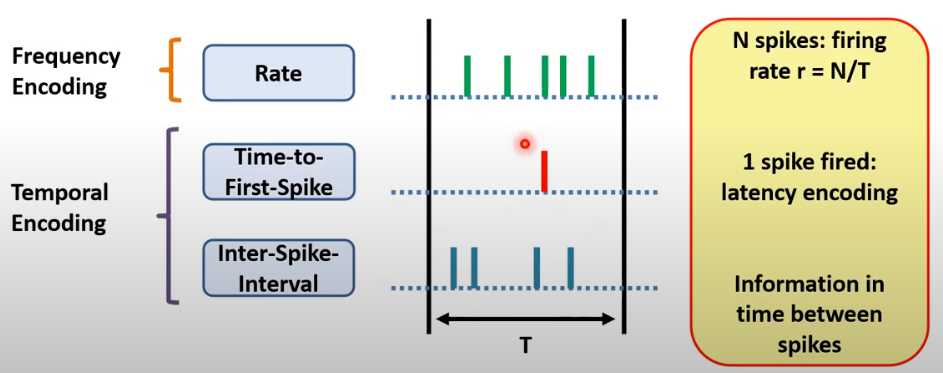 Frequency
Encoding
Rate
N spikes: firing
rate r = N/T
Temporal
Encoding
Time-to-
First-Spike
1 spike fired:
latency encoding
Inter-Spike-
Interval
Information in
time between
spikes
T